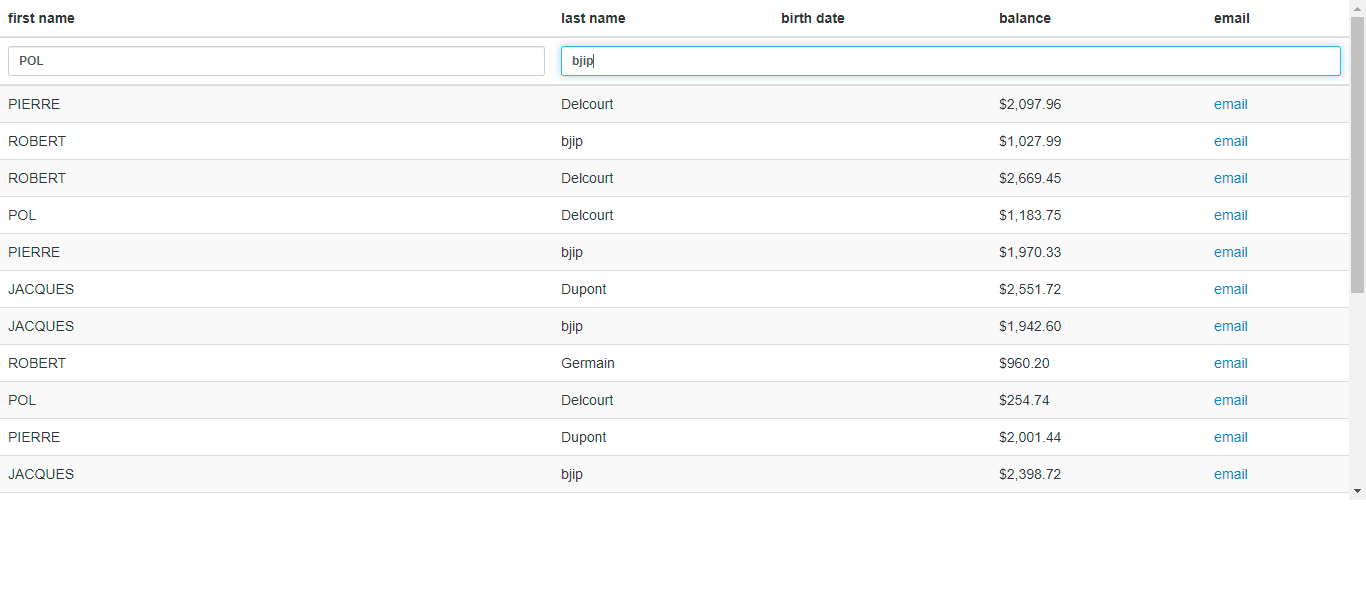 first name last name birth date balance email
POL bjip
PIERRE Delcourt $2,097.96 email
ROBERT bjip $1,027.99 email
ROBERT Delcourt $2,669.45 email
POL Delcourt $1,183.75 email
PIERRE bjip $1,970.33 email
JACQUES Dupont $2,551.72 email
JACQUES bjip $1,942.60 email
ROBERT Germain $960.20 email
POL Delcourt $254.74 email
PIERRE Dupont $2,001.44 email
JACQUES bjip $2,398.72 email